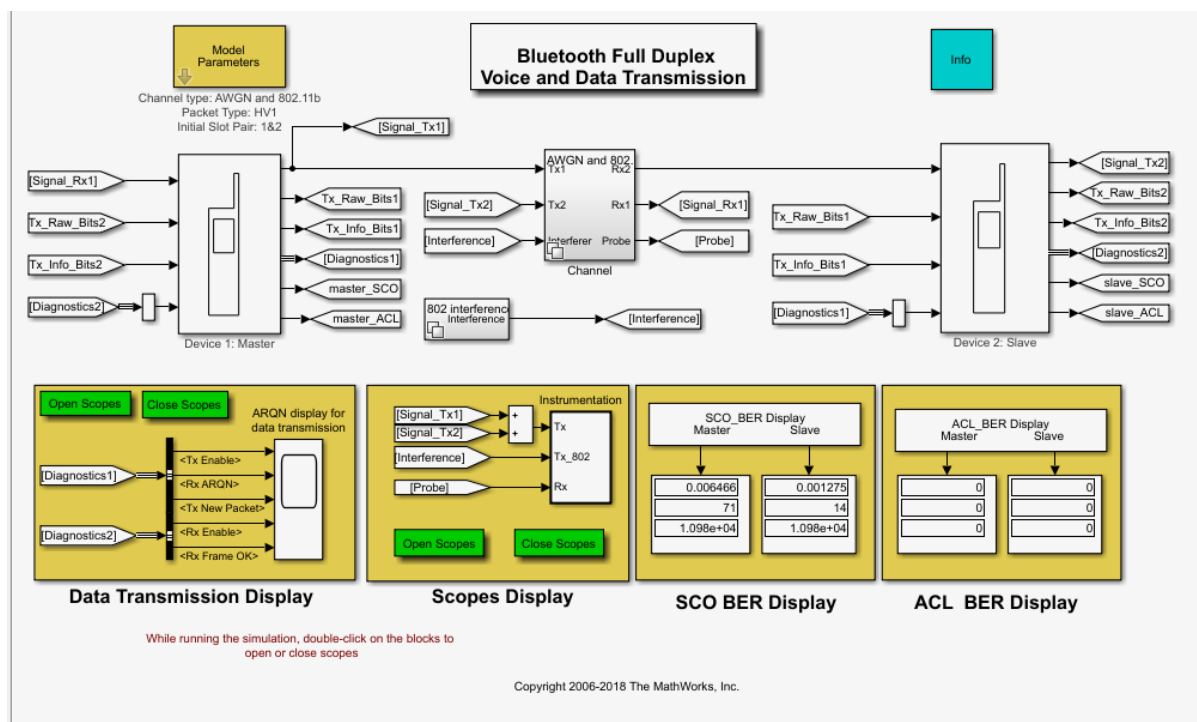 Model
Parameters
Bluetooth Full Duplex
Voice and Data Transmission
Info
Channel type: AWGN and 802.11b
Packet Type: HV1
Initial Slot Pair: 1&2
[Signal_Tx1]
[Signal_Rx1]
Tx_Raw_Bits2
Tx_Info_Bits2
[Diagnostics2]
Tx_Raw_Bits1
Tx_Info_Bits1
[Diagnostics1]
master_SCO
master_ACL
Device 1: Master
[Signal_Tx2]
[Interference]
AWGN and 802.
Tx1 Rx2
Tx2 Rx1
Interferer Probe
Channel
[Signal_Rx1]
[Probe]
802 interference
Interference
[Interference]
Tx_Raw_Bits1
Tx_Info_Bits1
[Diagnostics1]
[Signal_Tx2]
Tx_Raw_Bits2
Tx_Info_Bits2
[Diagnostics2]
slave_SCO
slave_ACL
Device 2: Slave
Open Scopes
Close Scopes
ARQN display for
data transmission
[Diagnostics1]
[Diagnostics2]
<Tx Enable>
<Rx ARQN>
<Tx New Packet>
<Rx Enable>
<Rx Frame OK>
Data Transmission Display
Instrumentation
[Signal_Tx1]
[Signal_Tx2]
[Interference]
[Probe]
+
+
Tx
Tx_802
Rx
Open Scopes
Close Scopes
Scopes Display
SCO_BER Display
Master Slave
0.006466 0.001275
71 14
1.098e+04 1.098e+04
SCO BER Display
ACL_BER Display
Master Slave
0 0
0 0
0 0
ACL BER Display
While running the simulation, double-click on the blocks to
open or close scopes
Copyright 2006-2018 The MathWorks, Inc.